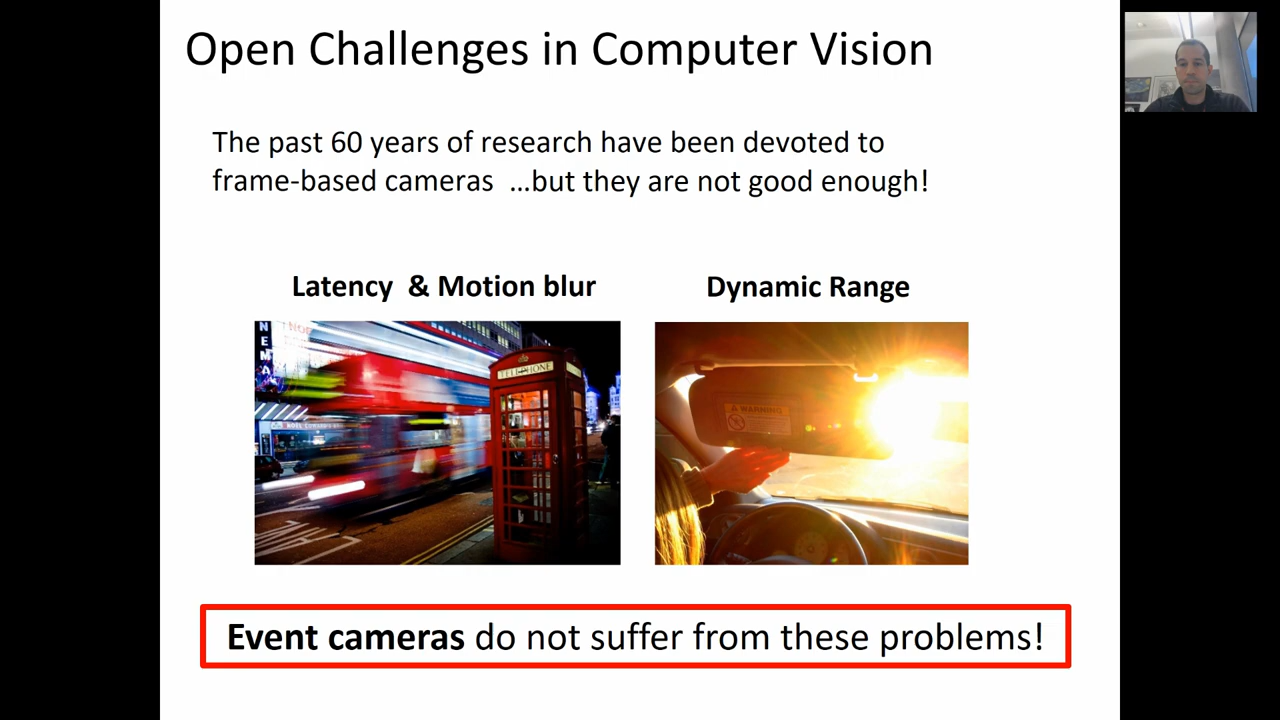 Open Challenges in Computer Vision
The past 60 years of research have been devoted to
frame-based cameras …but they are not good enough!
Latency & Motion blur
Dynamic Range
NEMA
TELEPHONE
WARNING
Event cameras do not suffer from these problems!